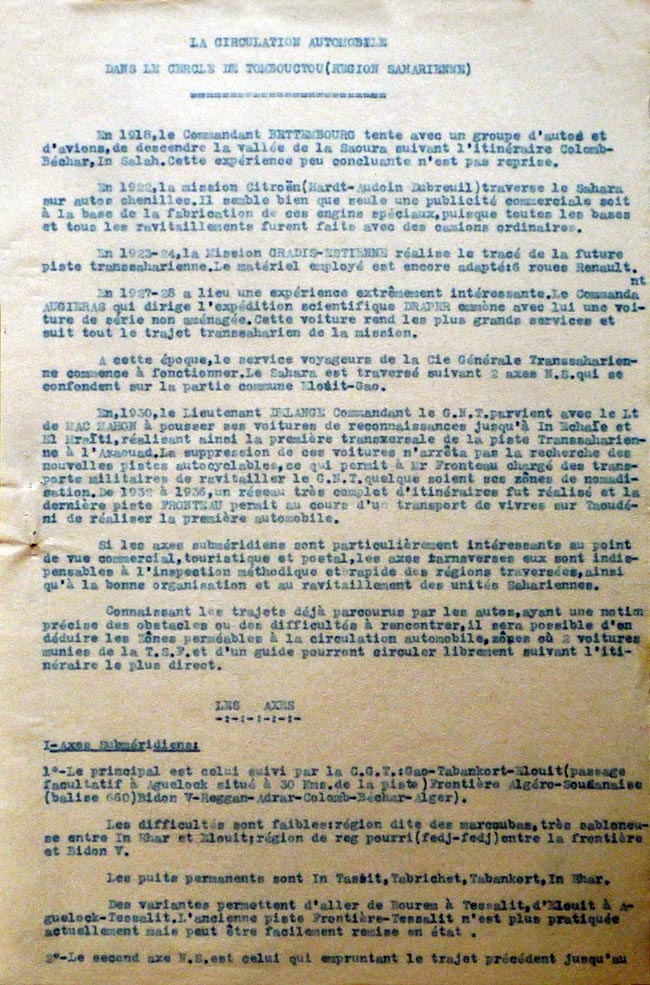 LA CIRCULATION AUTOMOBILE
DANS LE CERCLE DE TOMBOUCTOU(REGION SAHARIENNE)
En 1918,le Commandant BETTEMBOURG tente avec un groupe d'autos et
d'avions,de descendre la vallée de la Saoura suivant l'itinéraire Colomb-
Béchar,In Salah.Cette expérience peu concluante n'est pas reprise.
En 1922,la mission Citroën(Hardt-Audoin Dubreuil)traverse le Sahara
sur autos chenilles.Il semble bien que seule une publicité commerciale soit
à la base de la fabrication de ces engins spéciaux,puisque toutes les bases
et tous les ravitaillements furent faits avec des camions ordinaires.
En 1923-24,la Mission GRADIS-ESTIENNE réalise le tracé de la future
piste transsaharienne.Le matériel employé est encore adapté:6 roues Renault.
En 1927-28 a lieu une expérience extrêmement intéressante.Le Commanda nt
AUGIERAS qui dirige l'expédition scientifique DRAPER emmène avec lui une voi-
ture de série non aménagée.Cette voiture rend les plus grands services et
suit tout le trajet transsaharien de la mission.
A cette époque,le service voyageurs de la Cie Générale Transsaharien-
ne commence à fonctionner.Le Sahara est traversé suivant 2 axes N.S.qui se
confondent sur la partie commune Elouit-Gao.
En,1930,le Lieutenant DELANGE Commandant le G.N.T.parvient avec le Lt
de MAC MAHON à pousser ses voitures de reconnaissances jusqu'à In Echaïe et
El Mraïti,réalisant ainsi la première transversale de la piste Transsaharien-
ne à l'Azaouad.La suppression de ces voitures n'arrêta pas la recherche des
nouvelles pistes autocyclables,ce qui permit à Mr Fronteau chargé des trans-
ports militaires de ravitailler le G.N.T.quelque soient ses zônes de nomadi-
sation.De 1932 à 1936,un réseau très complet d'itinéraires fut réalisé et la
dernière piste FRONTEAU permit au cours d'un transport de vivres sur Taoudé-
ni de réaliser la première automobile.
Si les axes subméridiens sont particulièrement intéressants au point
de vue commercial,touristique et postal,les axes tarnsverses eux sont indis-
pensables à l'inspection méthodique et rapide des régions traversées,ainsi
qu'à la bonne organisation et au ravitaillement des unités Sahariennes.
Connaissant les trajets déjà parcourus par les autos,ayant une notion
précise des obstacles ou des difficultés à rencontrer,il sera possible d'en
déduire les Zônes perméables à la circulation automobile,zônes où 2 voitures
munies de la T.S.F.et d'un guide pourront circuler librement suivant l'iti-
néraire le plus direct.
LES AXES
-:-:-:-:-:-
I-Axes Subméridiens:
1°-Le principal est celui suivi par la C.G.T.:Gao-Tabankort-Elouit(passage
facultatif à Aguelock situé à 30 Kms.de la piste)Frontière Algéro-Soudanaise
(balise 660)Bidon V-Reggan-Adrar-Colomb-Béchar-Alger).
Les difficultés sont faibles:région dite des marcoubas,très sablonneu-
se entre In Rhar et Elouit;région de reg pourri(fedj-fedj)entre la frontière
et Bidon V.
Les puits permanents sont In Tassit,Tabrichet,Tabankort,In Rhar.
Des variantes permettent d'aller de Bourem à Tessalit,d'Elouit à A-
guelock-Tessalit.L'ancienne piste Frontière-Tessalit n'est plus pratiquée
actuellement mais peut être facilement remise en état .
2°-Le second axe N.S.est celui qui empruntant le trajet précédent jusqu'au